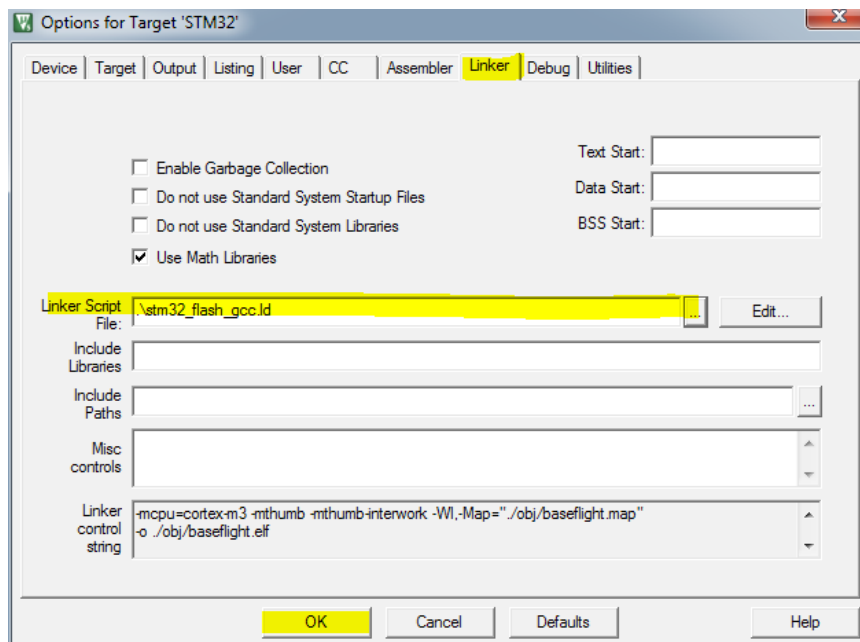 Options for Target 'STM32'
Device Target Output Listing User CC Assembler Linker Debug Utilities
Enable Garbage Collection
Do not use Standard System Startup Files
Do not use Standard System Libraries
Use Math Libraries
Text Start:
Data Start:
BSS Start:
Linker Script
File:
.\stm32_flash_gcc.ld
...
Edit...
Include
Libraries
Include
Paths
...
Misc
controls
Linker
control
string
-mcpu=cortex-m3 -mthumb -mthumb-interwork -Wl,-Map="./obj/baseflight.map"
-o ./obj/baseflight.elf
OK Cancel Defaults Help